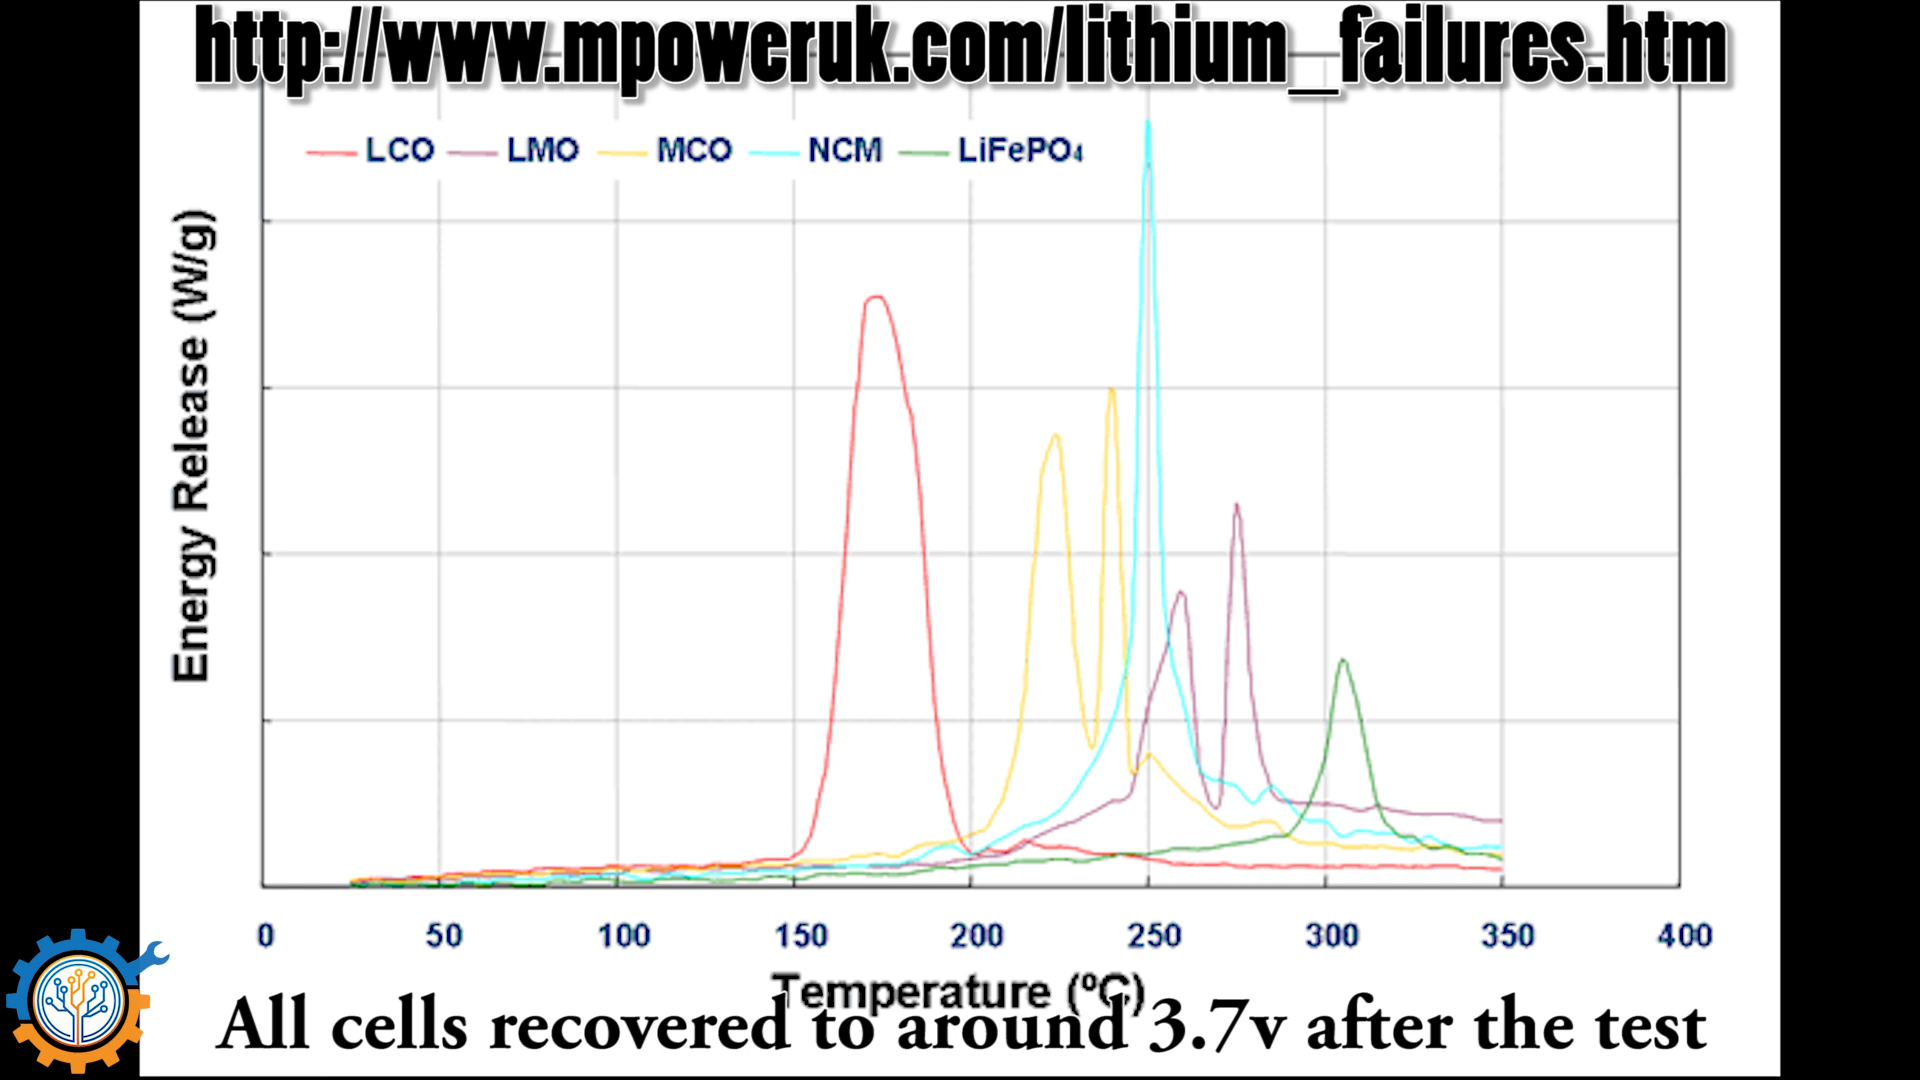 http://www.mpoweruk.com/lithium_failures.htm
LCO LMO MCO NCM LiFePO₄
Energy Release (W/g)
0 50 100 150 200 250 300 350 400
Temperature (ºC)
All cells recovered to around 3.7v after the test